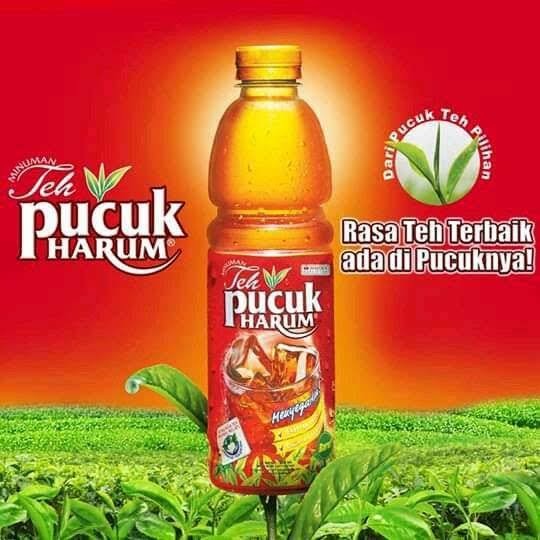 MINUMAN
Teh
pucuk
HARUM®
Dari Pucuk Teh Pilihan
Rasa Teh Terbaik
ada di Pucuknya!
MINUMAN
Teh
pucuk
HARUM®
Menyegarkan